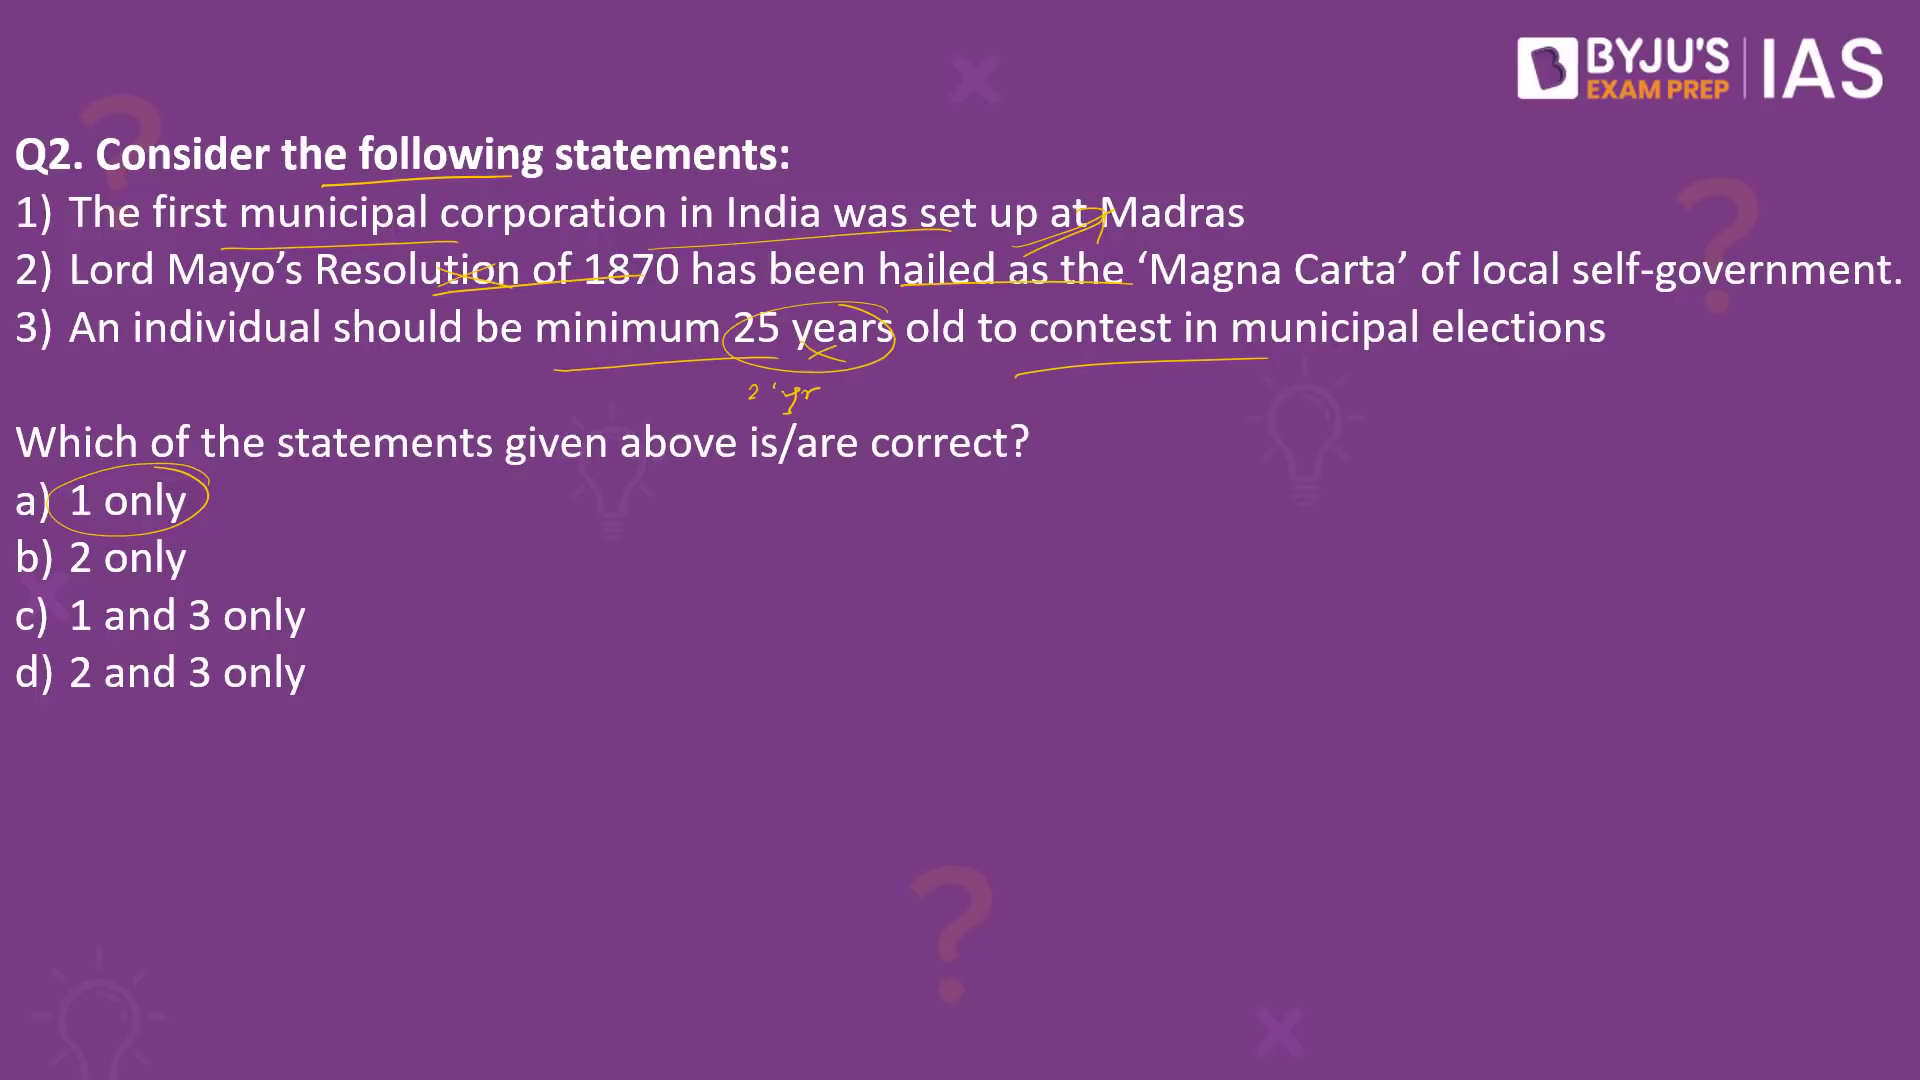 BYJU'S
EXAM PREP
IAS
Q2. Consider the following statements:
1) The first municipal corporation in India was set up at Madras
2) Lord Mayo’s Resolution of 1870 has been hailed as the ‘Magna Carta’ of local self-government.
3) An individual should be minimum 25 years old to contest in municipal elections
21 yr
Which of the statements given above is/are correct?
a) 1 only
b) 2 only
c) 1 and 3 only
d) 2 and 3 only